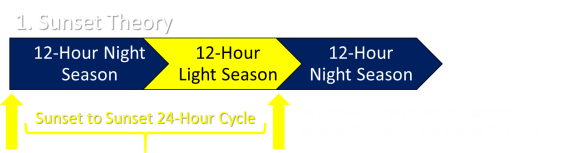 1. Sunset Theory
12-Hour Night
Season
12-Hour
Light Season
12-Hour
Night Season
Sunset to Sunset 24-Hour Cycle